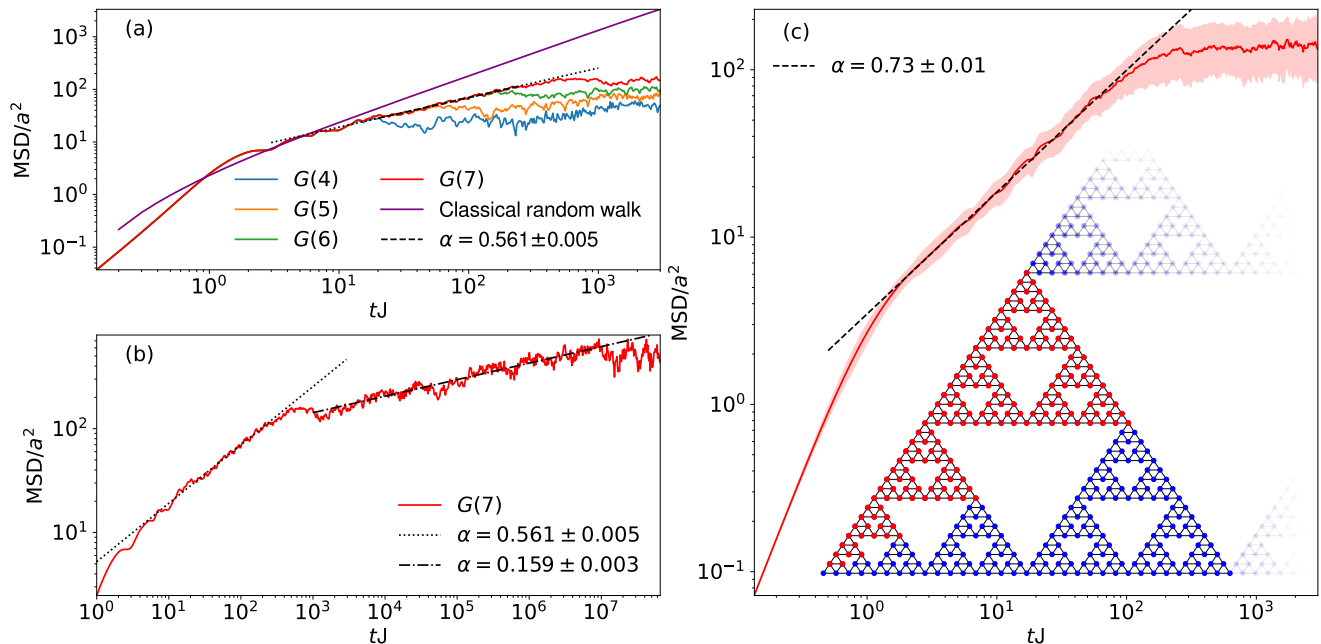 (a)
MSD/a²
10³
10²
10¹
10⁰
10⁻¹
G(4)
G(5)
G(6)
G(7)
Classical random walk
α = 0.561±0.005
10⁰
10¹
10²
10³
tJ
(b)
MSD/a²
10²
10¹
G(7)
α = 0.561 ± 0.005
α = 0.159 ± 0.003
10⁰
10¹
10²
10³
10⁴
10⁵
10⁶
10⁷
tJ
(c)
α = 0.73 ± 0.01
MSD/a²
10²
10¹
10⁰
10⁻¹
10⁰
10¹
10²
10³
tJ